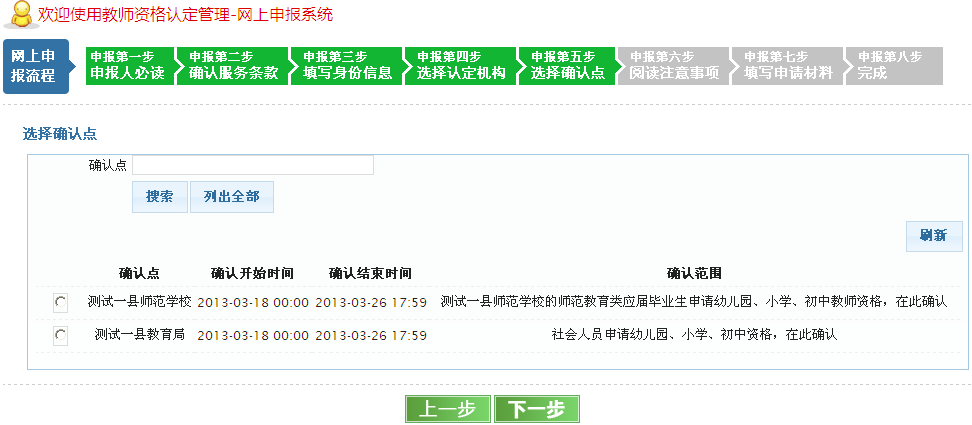 欢迎使用教师资格认定管理-网上申报系统
网上申
报流程
申报第一步
申报人必读
申报第二步
确认服务条款
申报第三步
填写身份信息
申报第四步
选择认定机构
申报第五步
选择确认点
申报第六步
阅读注意事项
申报第七步
填写申请材料
申报第八步
完成
选择确认点
确认点
搜索 列出全部
刷新
确认点 确认开始时间 确认结束时间 确认范围
测试一县师范学校 2013-03-18 00:00 2013-03-26 17:59 测试一县师范学校的师范教育类应届毕业生申请幼儿园、小学、初中教师资格，在此确认
测试一县教育局 2013-03-18 00:00 2013-03-26 17:59 社会人员申请幼儿园、小学、初中资格，在此确认
上一步 下一步